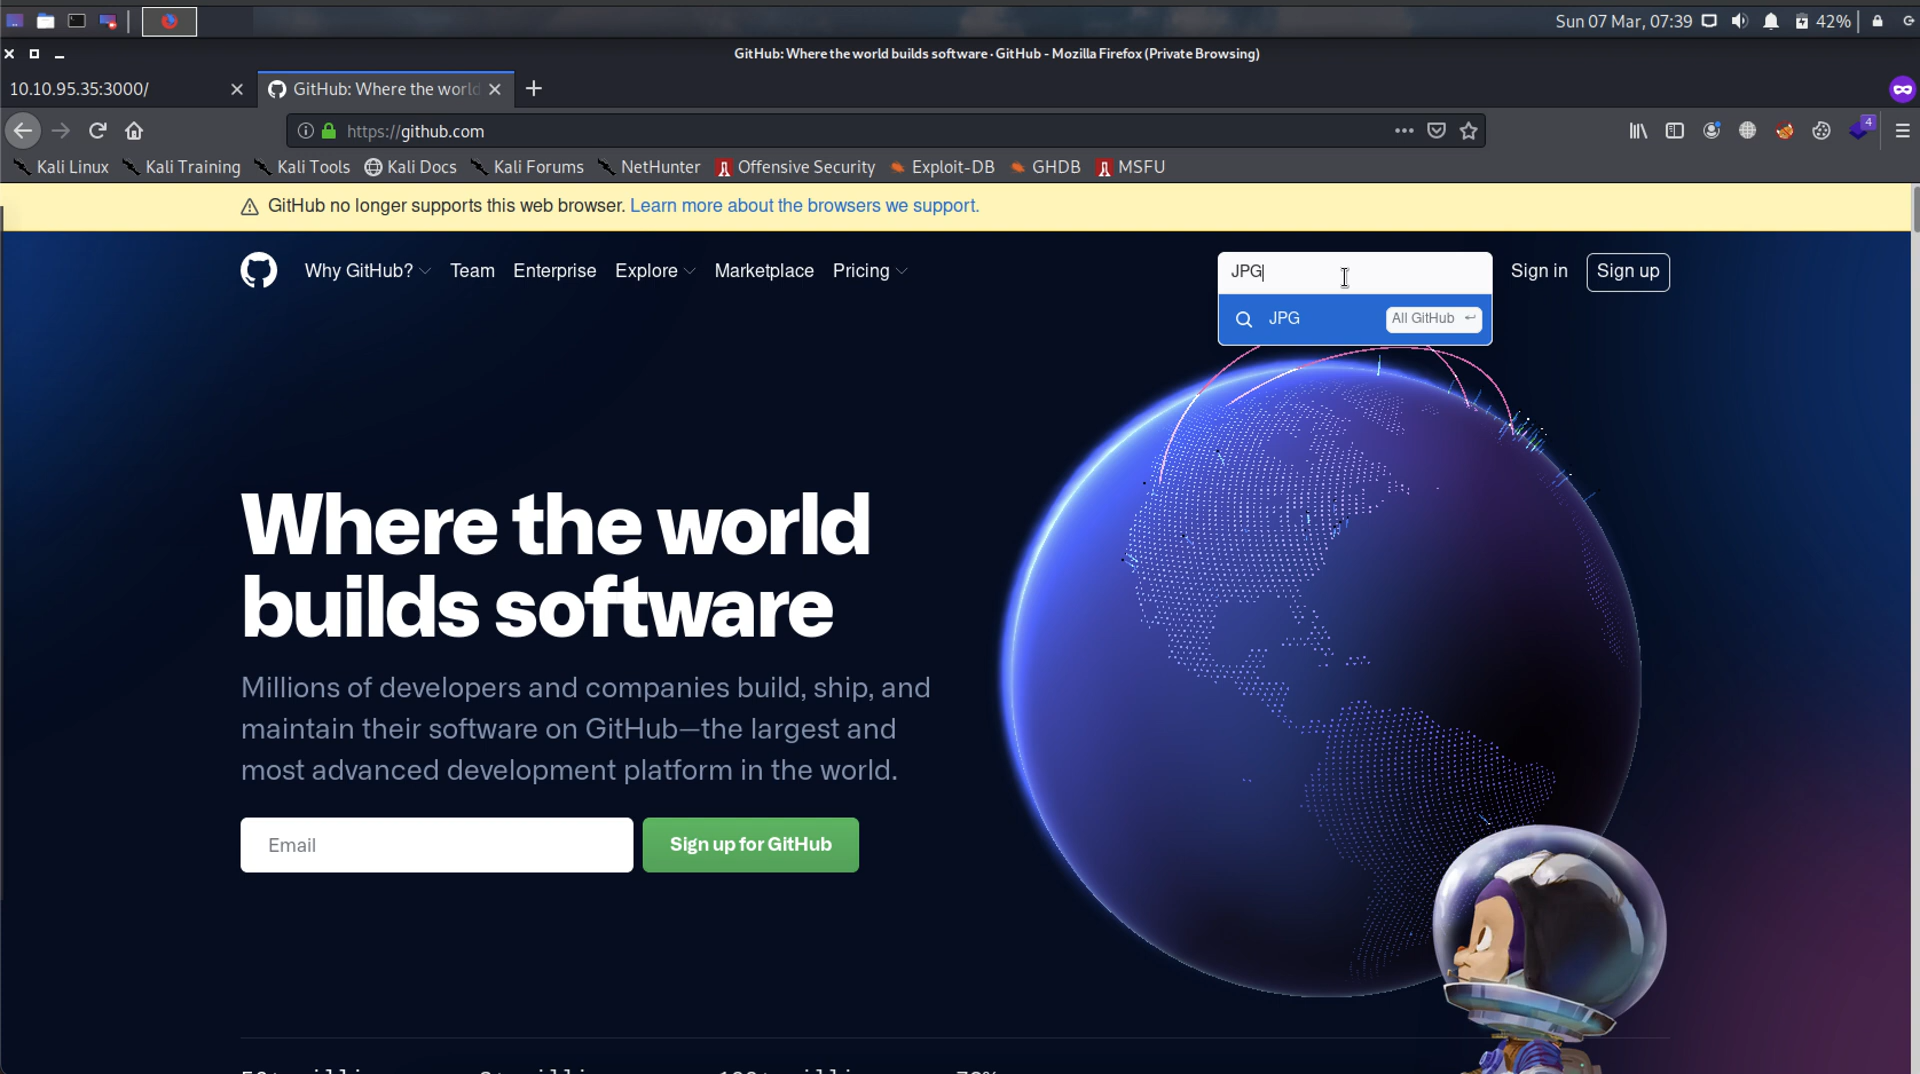 Sun 07 Mar, 07:39
42%
GitHub: Where the world builds software · GitHub - Mozilla Firefox (Private Browsing)
10.10.95.35:3000/
GitHub: Where the world
https://github.com
4
Kali Linux
Kali Training
Kali Tools
Kali Docs
Kali Forums
NetHunter
Offensive Security
Exploit-DB
GHDB
MSFU
GitHub no longer supports this web browser. Learn more about the browsers we support.
Why GitHub?
Team
Enterprise
Explore
Marketplace
Pricing
JPG
Sign in
Sign up
JPG
All GitHub
Where the world
builds software
Millions of developers and companies build, ship, and
maintain their software on GitHub—the largest and
most advanced development platform in the world.
Email
Sign up for GitHub